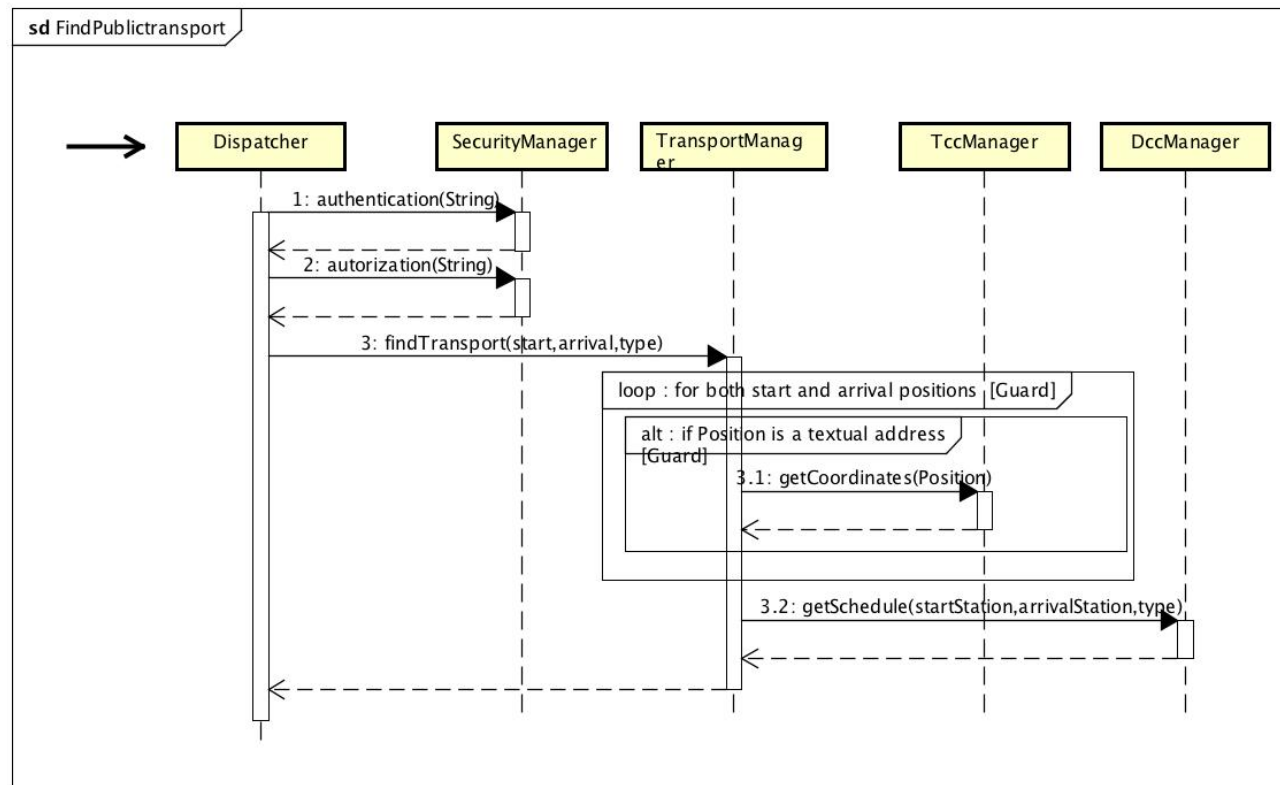 sd FindPublictransport
Dispatcher
SecurityManager
TransportManag
er
TccManager
DccManager
1: authentication(String)
2: autorization(String)
3: findTransport(start,arrival,type)
loop : for both start and arrival positions [Guard]
alt : if Position is a textual address
[Guard]
3.1: getCoordinates(Position)
3.2: getSchedule(startStation,arrivalStation,type)